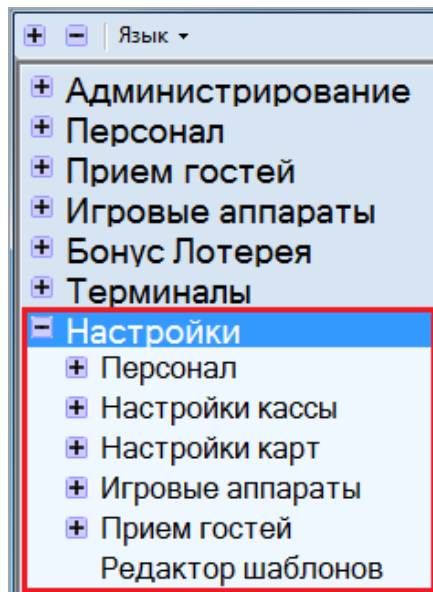 Язык
Администрирование
Персонал
Прием гостей
Игровые аппараты
Бонус Лотерея
Терминалы
Настройки
Персонал
Настройки кассы
Настройки карт
Игровые аппараты
Прием гостей
Редактор шаблонов